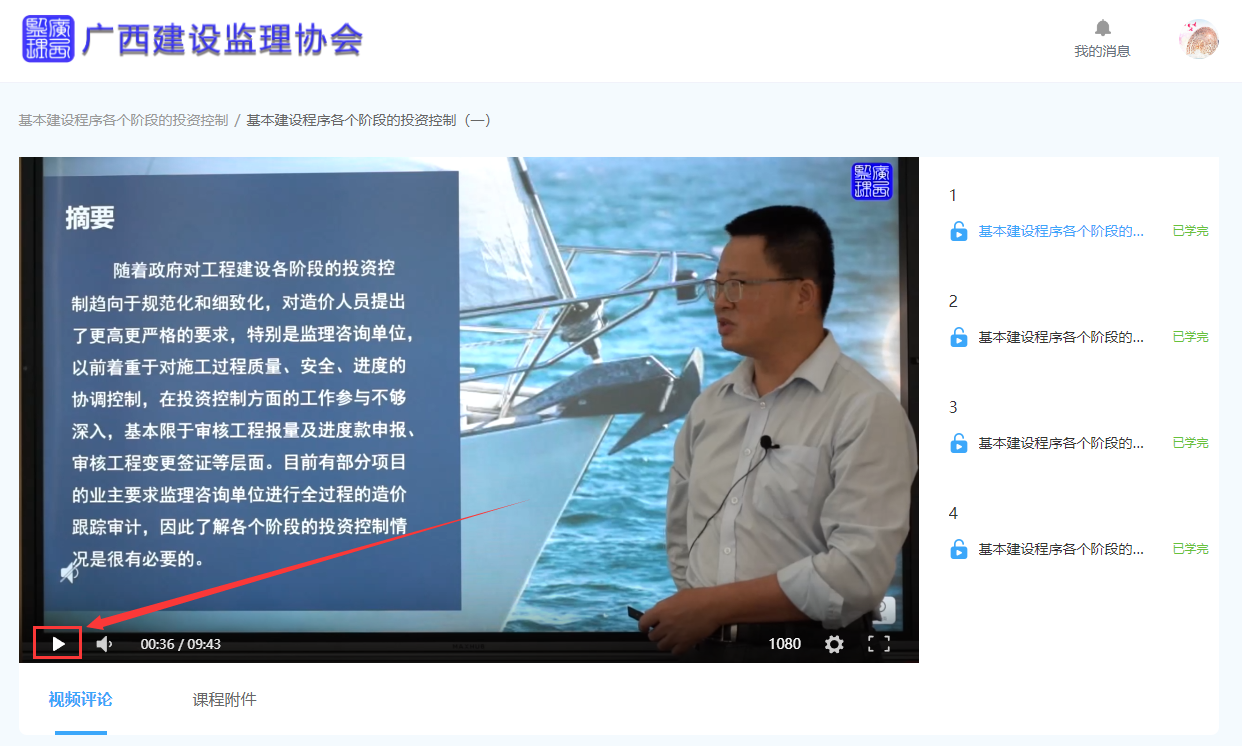 广西建设监理协会
我的消息
基本建设程序各个阶段的投资控制 / 基本建设程序各个阶段的投资控制（一）
摘要
随着政府对工程建设各阶段的投资控
制趋向于规范化和细致化，对造价人员提出
了更高更严格的要求，特别是监理咨询单位，
以前着重于对施工过程质量、安全、进度的
协调控制，在投资控制方面的工作参与不够
深入，基本限于审核工程报量及进度款申报、
审核工程变更签证等层面。目前有部分项目
的业主要求监理咨询单位进行全过程的造价
跟踪审计，因此了解各个阶段的投资控制情
况是很有必要的。
00:36 / 09:43
1080
1
基本建设程序各个阶段的... 已学完
2
基本建设程序各个阶段的... 已学完
3
基本建设程序各个阶段的... 已学完
4
基本建设程序各个阶段的... 已学完
视频评论
课程附件